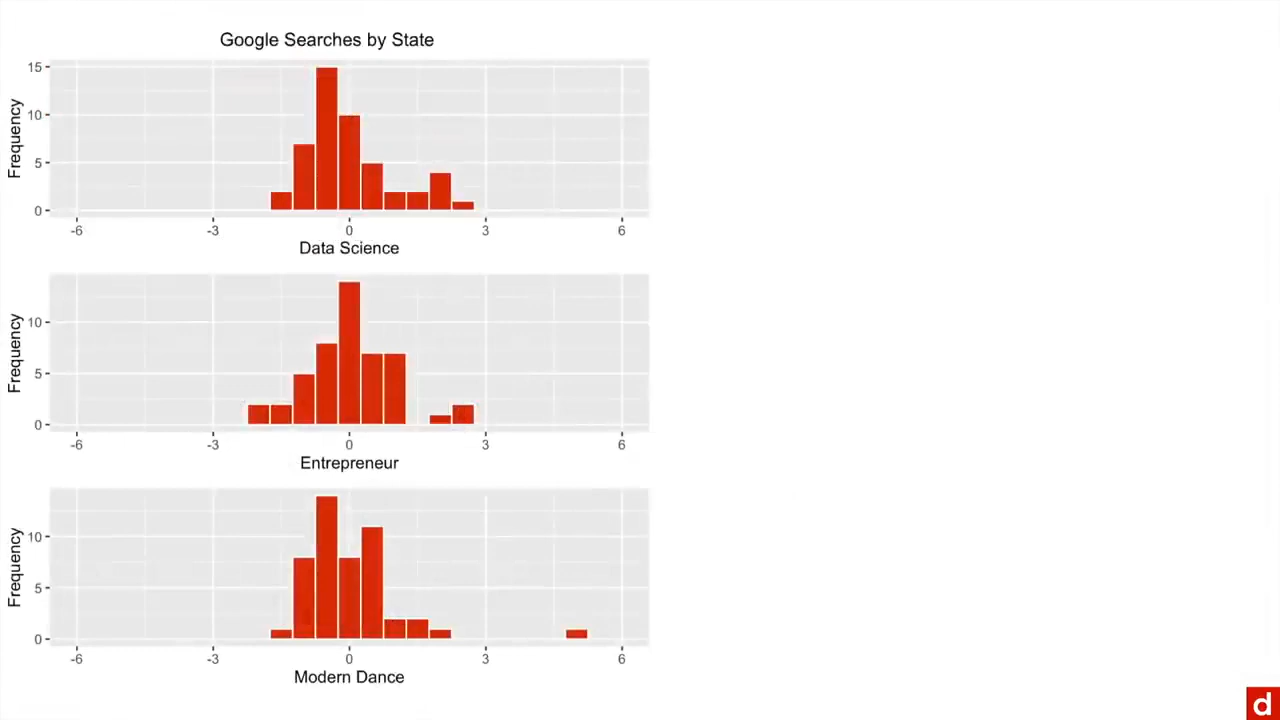 Google Searches by State
Frequency
15
10
5
0
-6 -3 0 3 6
Data Science
Frequency
10
5
0
-6 -3 0 3 6
Entrepreneur
Frequency
10
5
0
-6 -3 0 3 6
Modern Dance
d